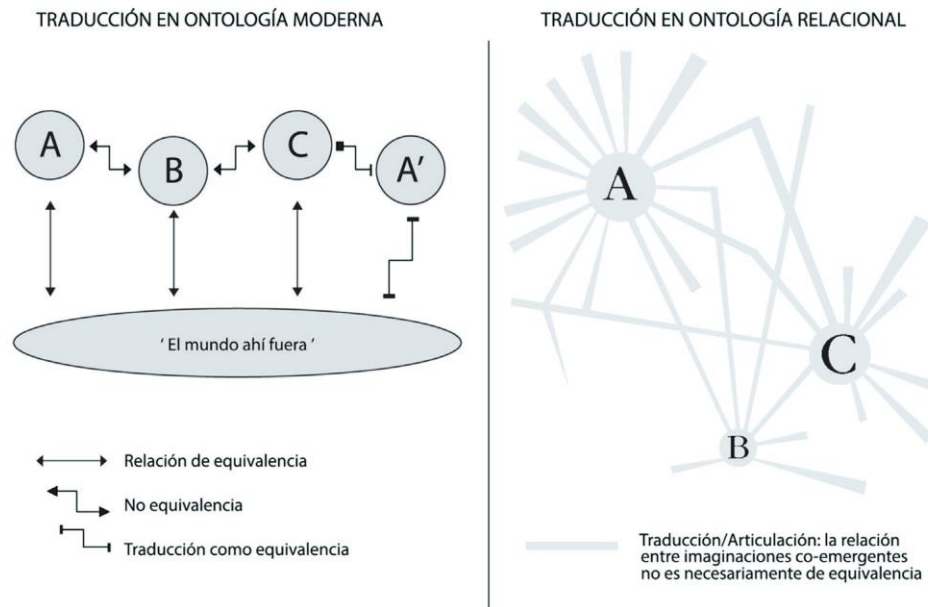 TRADUCCIÓN EN ONTOLOGÍA MODERNA
A
B
C
A'
' El mundo ahí fuera '
Relación de equivalencia
No equivalencia
Traducción como equivalencia
TRADUCCIÓN EN ONTOLOGÍA RELACIONAL
A
C
B
Traducción/Articulación: la relación
entre imaginaciones co-emergentes
no es necesariamente de equivalencia